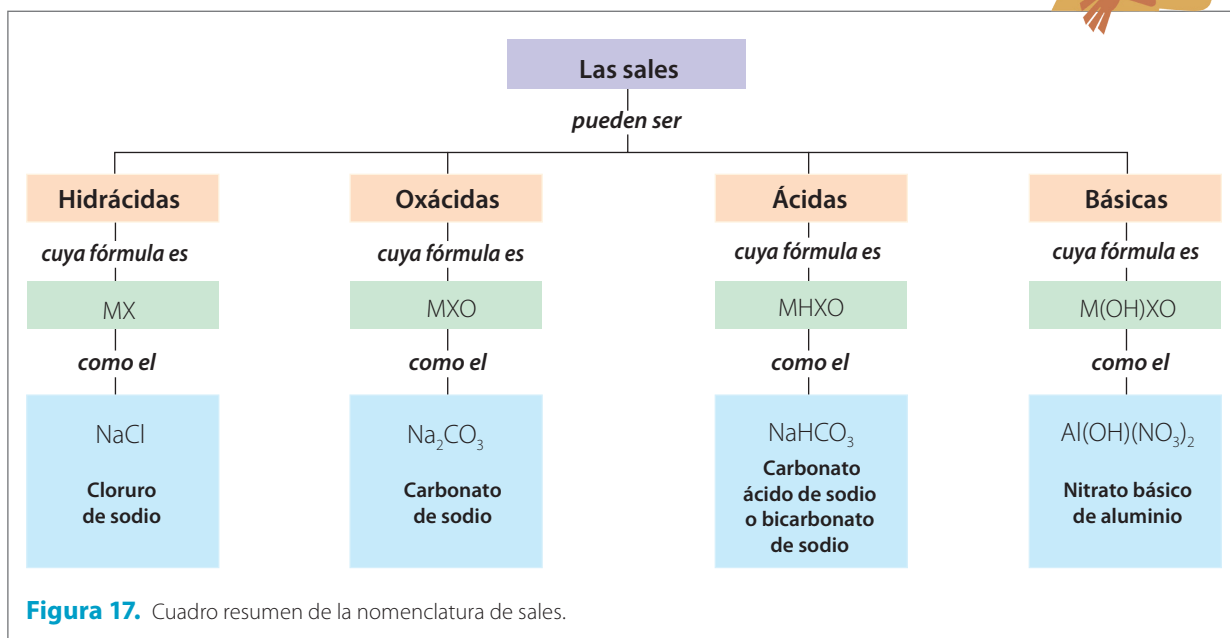 Las sales
pueden ser
Hidrácidas
Oxácidas
Ácidas
Básicas
cuya fórmula es
cuya fórmula es
cuya fórmula es
cuya fórmula es
MX
MXO
MHXO
M(OH)XO
como el
como el
como el
como el
NaCl
Cloruro
de sodio
Na₂CO₃
Carbonato
de sodio
NaHCO₃
Carbonato
ácido de sodio
o bicarbonato
de sodio
Al(OH)(NO₃)₂
Nitrato básico
de aluminio
Figura 17. Cuadro resumen de la nomenclatura de sales.